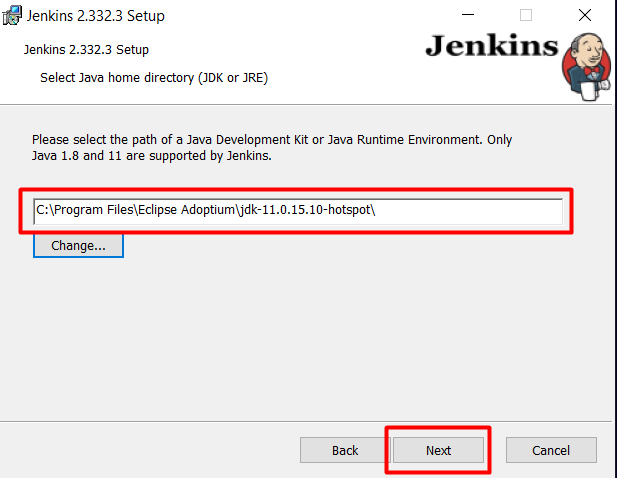 Jenkins 2.332.3 Setup
Jenkins 2.332.3 Setup
Jenkins
Select Java home directory (JDK or JRE)
Please select the path of a Java Development Kit or Java Runtime Environment. Only
Java 1.8 and 11 are supported by Jenkins.
C:\Program Files\Eclipse Adoptium\jdk-11.0.15.10-hotspot\
Change...
Back
Next
Cancel